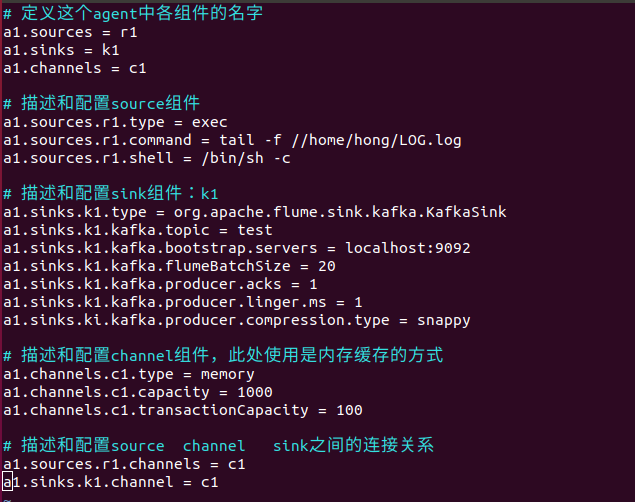 # 定义这个agent中各组件的名字
a1.sources = r1
a1.sinks = k1
a1.channels = c1
# 描述和配置source组件
a1.sources.r1.type = exec
a1.sources.r1.command = tail -f //home/hong/LOG.log
a1.sources.r1.shell = /bin/sh -c
# 描述和配置sink组件：k1
a1.sinks.k1.type = org.apache.flume.sink.kafka.KafkaSink
a1.sinks.k1.kafka.topic = test
a1.sinks.k1.kafka.bootstrap.servers = localhost:9092
a1.sinks.k1.kafka.flumeBatchSize = 20
a1.sinks.k1.kafka.producer.acks = 1
a1.sinks.k1.kafka.producer.linger.ms = 1
a1.sinks.ki.kafka.producer.compression.type = snappy
# 描述和配置channel组件，此处使用是内存缓存的方式
a1.channels.c1.type = memory
a1.channels.c1.capacity = 1000
a1.channels.c1.transactionCapacity = 100
# 描述和配置source  channel   sink之间的连接关系
a1.sources.r1.channels = c1
a1.sinks.k1.channel = c1
~